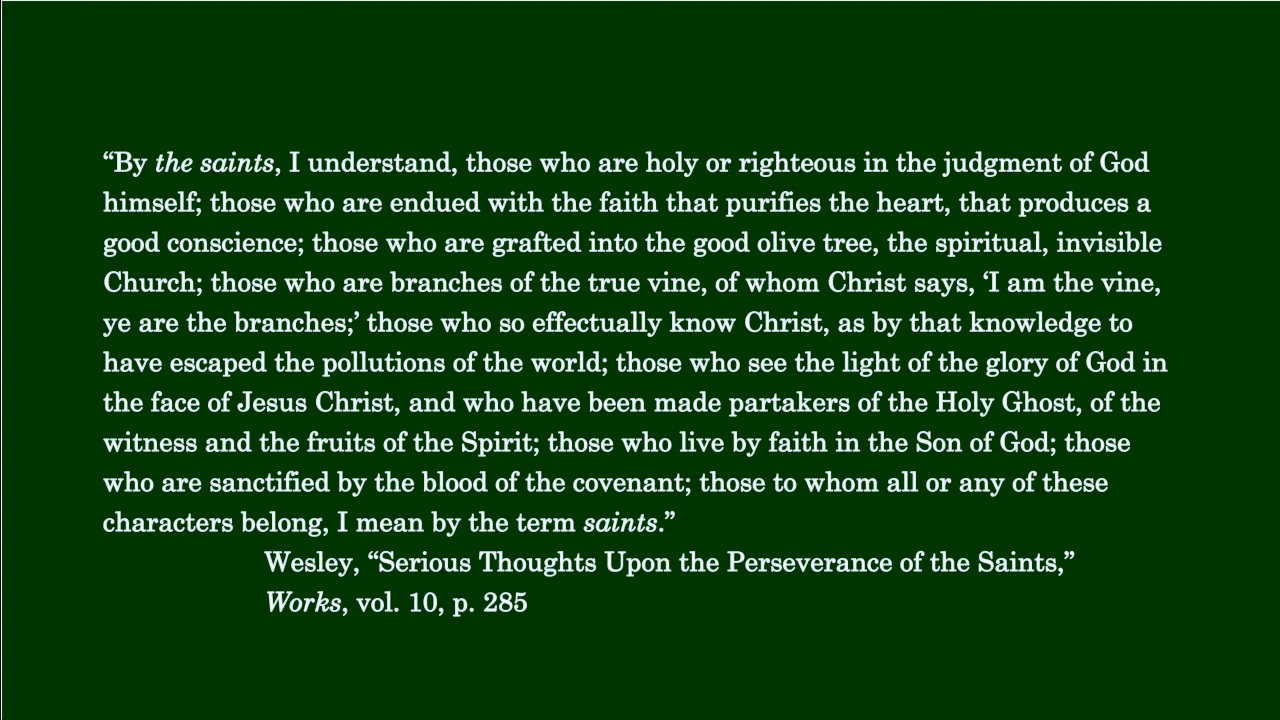 “By the saints, I understand, those who are holy or righteous in the judgment of God
himself; those who are endued with the faith that purifies the heart, that produces a
good conscience; those who are grafted into the good olive tree, the spiritual, invisible
Church; those who are branches of the true vine, of whom Christ says, ‘I am the vine,
ye are the branches;’ those who so effectually know Christ, as by that knowledge to
have escaped the pollutions of the world; those who see the light of the glory of God in
the face of Jesus Christ, and who have been made partakers of the Holy Ghost, of the
witness and the fruits of the Spirit; those who live by faith in the Son of God; those
who are sanctified by the blood of the covenant; those to whom all or any of these
characters belong, I mean by the term saints.”
Wesley, “Serious Thoughts Upon the Perseverance of the Saints,”
Works, vol. 10, p. 285